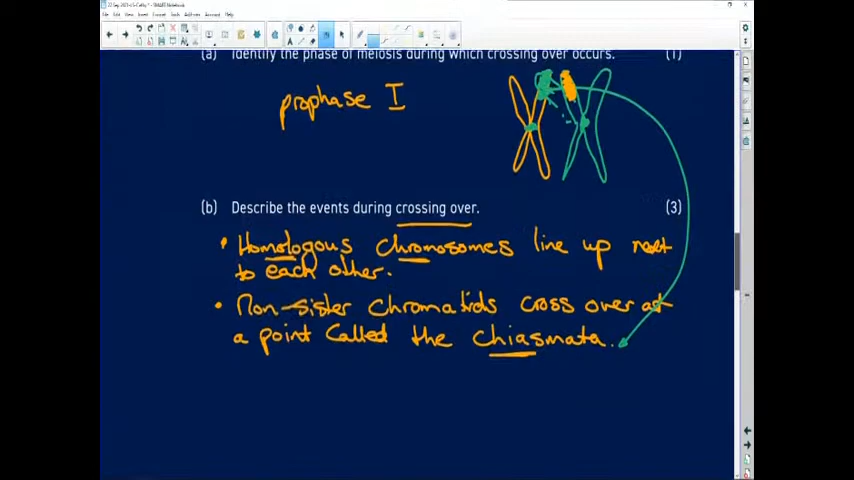 (a) Identify the phase of meiosis during which crossing over occurs. (1)
prophase I
(b) Describe the events during crossing over. (3)
• Homologous chromosomes line up next
to each other.
• Non-sister chromatids cross over at
a point called the chiasmata.